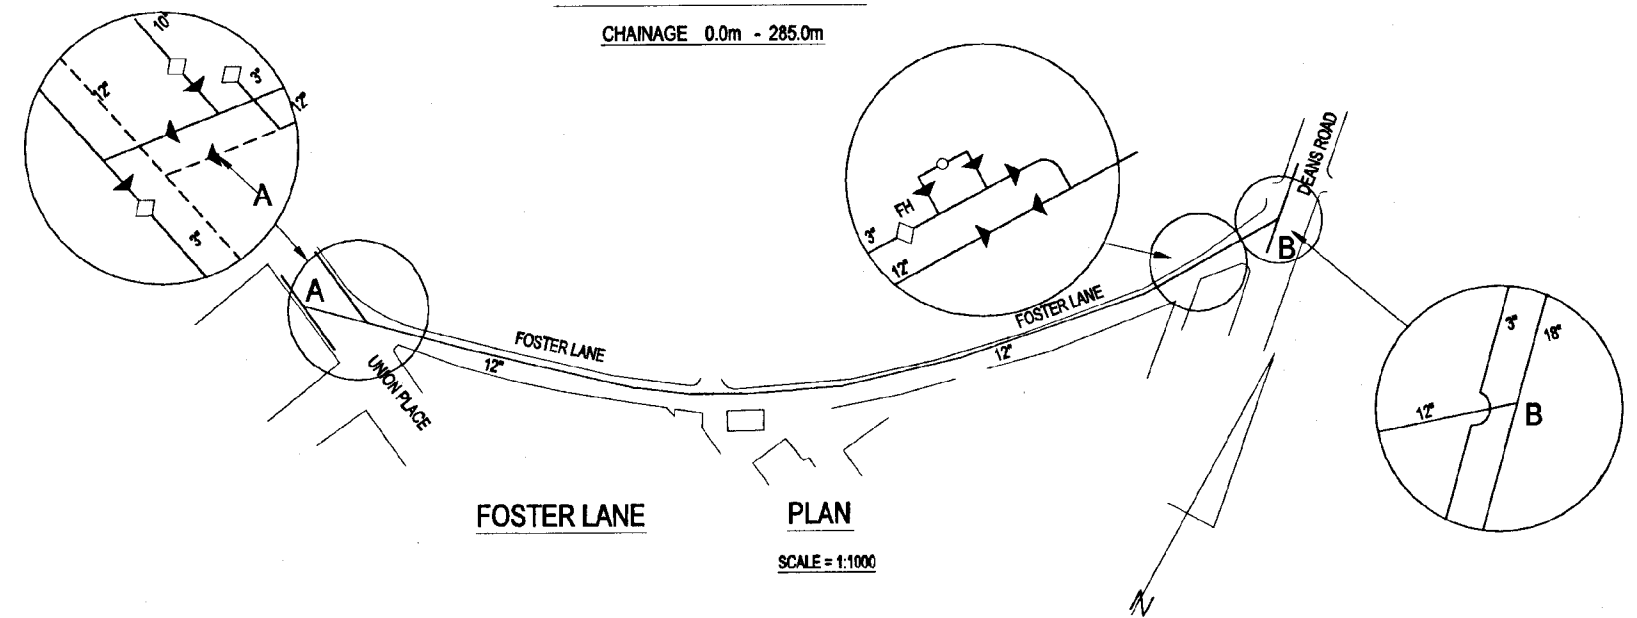 CHAINAGE 0.0m - 285.0m
10"
12"
3"
12"
A
3"
A
UNION PLACE
FOSTER LANE
12"
FH
3"
12"
FOSTER LANE
12"
DEANS ROAD
B
3"
18"
12"
B
FOSTER LANE PLAN
SCALE = 1:1000
N